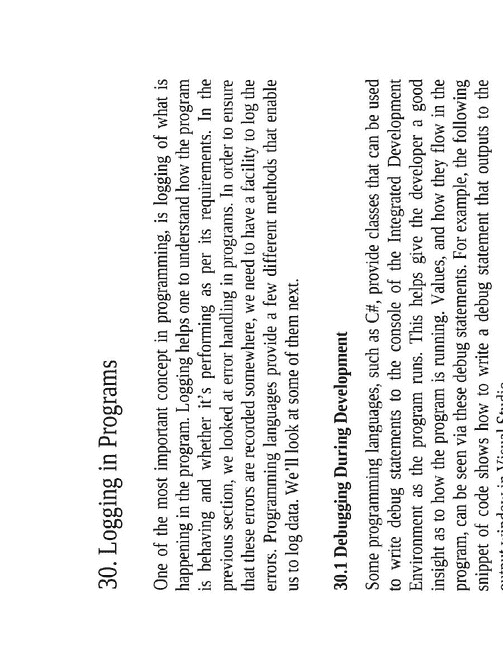 30. Logging in Programs
One of the most important concept in programming, is logging of what is
happening in the program. Logging helps one to understand how the program
is behaving and whether it's performing as per its requirements. In the
previous section, we looked at error handling in programs. In order to ensure
that these errors are recorded somewhere, we need to have a facility to log the
errors. Programming languages provide a few different methods that enable
us to log data. We'll look at some of them next.
30.1 Debugging During Development
Some programming languages, such as C#, provide classes that can be used
to write debug statements to the console of the Integrated Development
Environment as the program runs. This helps give the developer a good
insight as to how the program is running. Values, and how they flow in the
program, can be seen via these debug statements. For example, the following
snippet of code shows how to write a debug statement that outputs to the
output window in Visual Studio